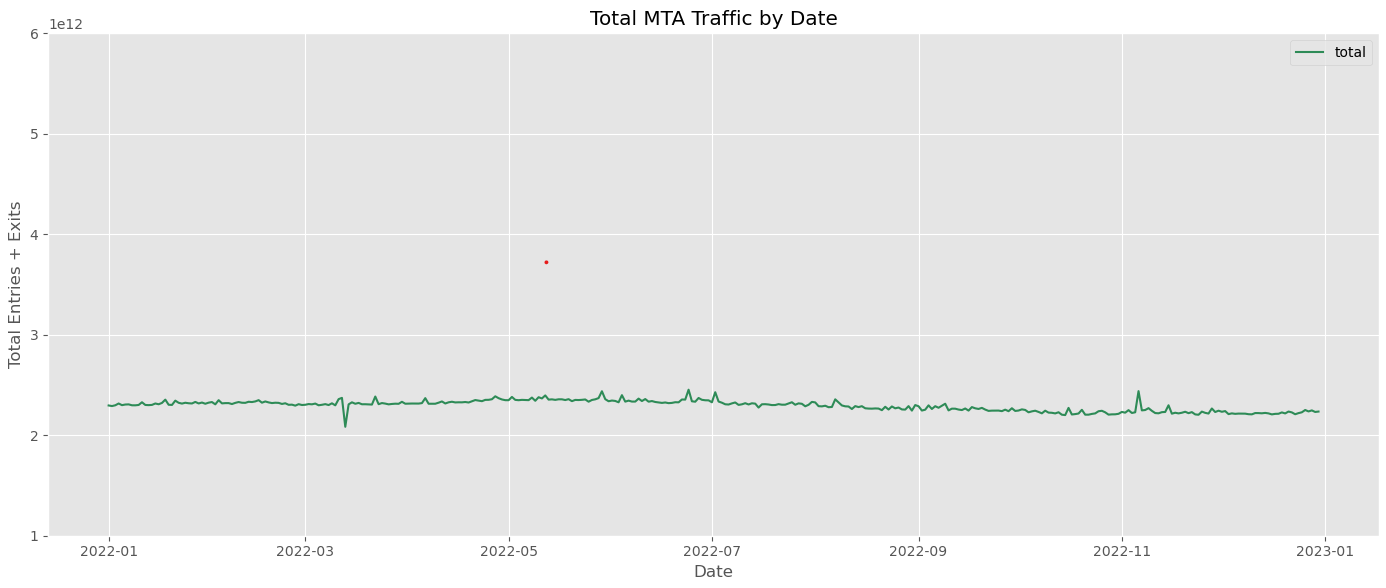 Total MTA Traffic by Date
1e12
6
5
4
3
2
1
Total Entries + Exits
total
2022-01
2022-03
2022-05
2022-07
2022-09
2022-11
2023-01
Date